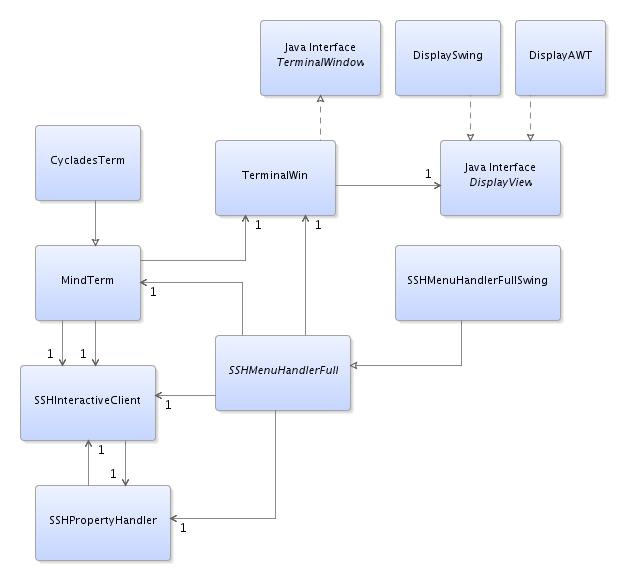 Java Interface
TerminalWindow
DisplaySwing
DisplayAWT
CycladesTerm
TerminalWin
1
Java Interface
DisplayView
1
1
MindTerm
1
SSHMenuHandlerFullSwing
1
1
SSHMenuHandlerFull
SSHInteractiveClient
1
1
1
SSHPropertyHandler
1